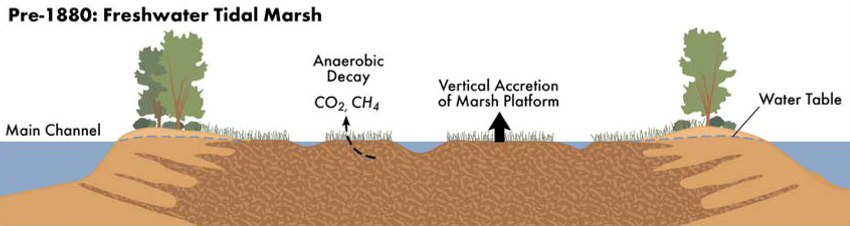 Pre-1880: Freshwater Tidal Marsh
Anaerobic
Decay
CO₂, CH₄
Vertical Accretion
of Marsh Platform
Water Table
Main Channel